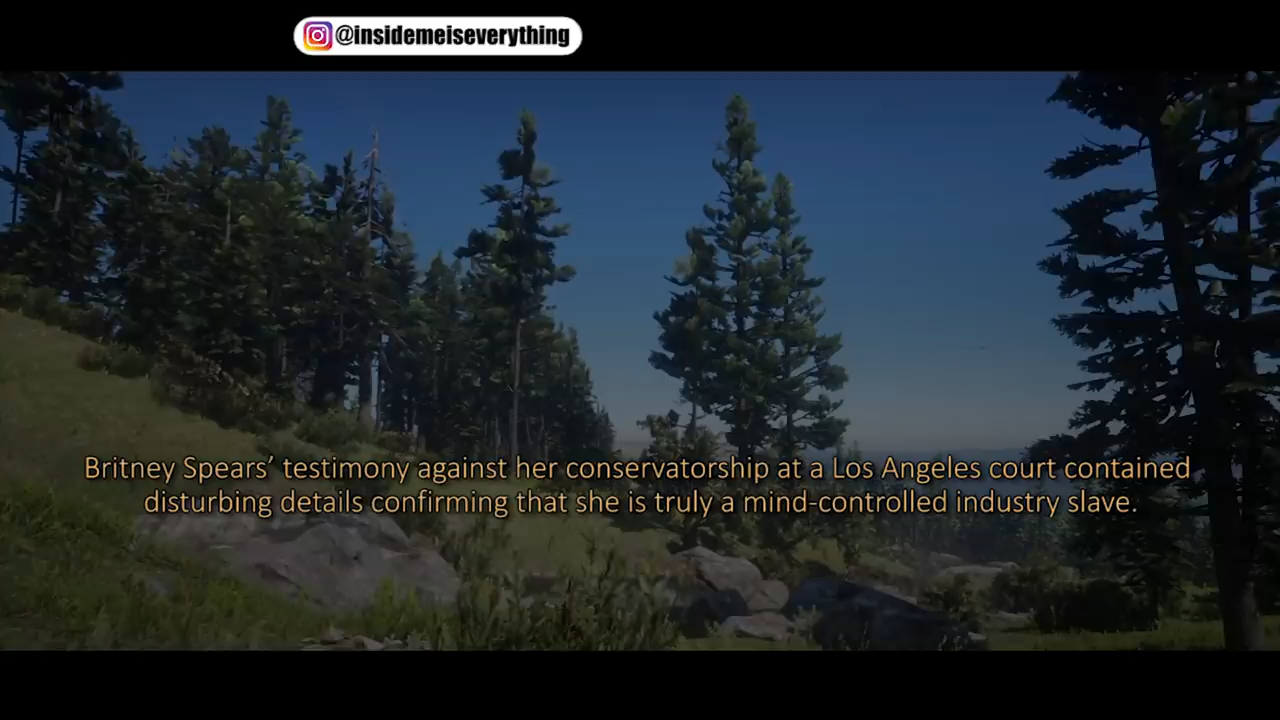 @insidemeiseverything
Britney Spears’ testimony against her conservatorship at a Los Angeles court contained
disturbing details confirming that she is truly a mind-controlled industry slave.